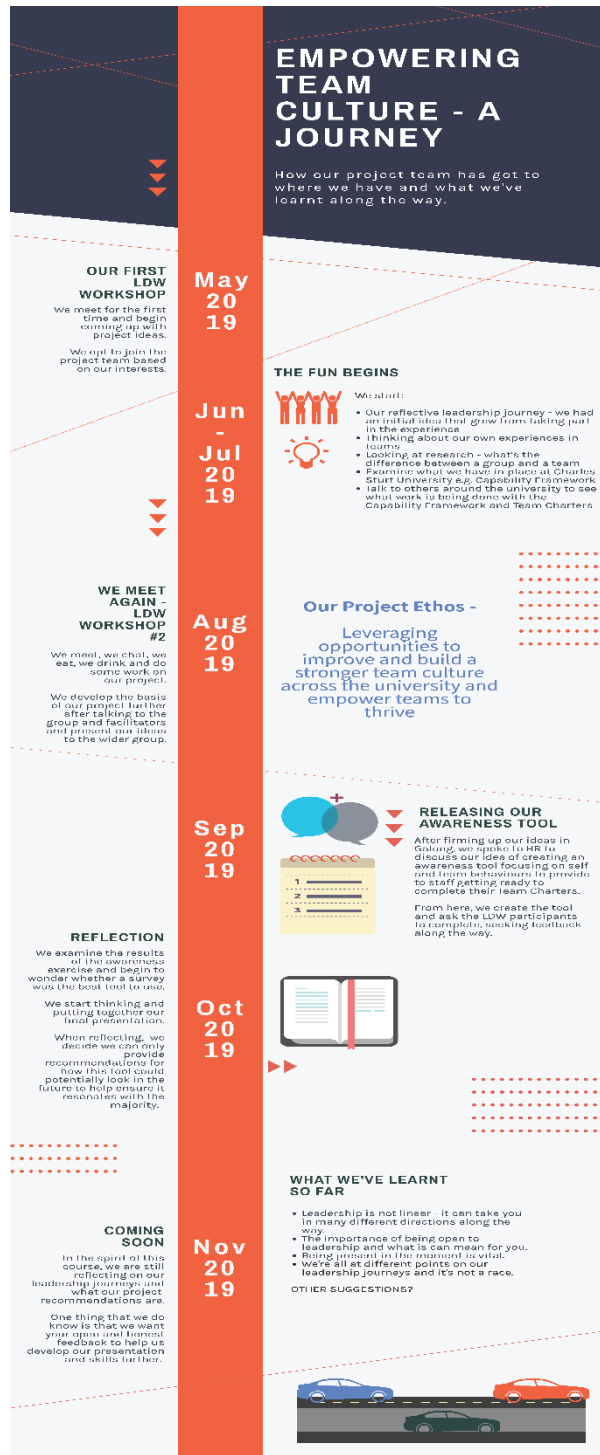 EMPOWERING
TEAM
CULTURE - A
JOURNEY
How our project team has got to
where we have and what we've
learnt along the way.
OUR FIRST
LDW
WORKSHOP
We meet for the first
time and begin
coming up with
project ideas.
We opt to join the
project team based
on our interests.
May
20
19
THE FUN BEGINS
We start:
• Our reflective leadership journey - we had
an initial idea that grew from taking part
in the experience
• Thinking about our own experiences in
teams
• Looking at research - what's the
difference between a group and a team
• Examine what we have in place at Charles
Sturt University e.g. Capability Framework
• Talk to others around the university to see
what work is being done with the
Capability Framework and Team Charters
Jun
-
Jul
20
19
WE MEET
AGAIN -
LDW
WORKSHOP
#2
We meet, we chat, we
eat, we drink and do
some work on
our project.
We develop the basis
of our project further
after talking to the
group and facilitators
and present our ideas
to the wider group.
Aug
20
19
Our Project Ethos -
Leveraging
opportunities to
improve and build a
stronger team culture
across the university and
empower teams to
thrive
Sep
20
19
1
2
3
RELEASING OUR
AWARENESS TOOL
After firming up our ideas in
Galong, we spoke to HR to
discuss our idea of creating an
awareness tool focusing on self
and team behaviours to provide
to staff getting ready to
complete their Team Charters.
From here, we create the tool
and ask the LDW participants
to complete, seeking feedback
along the way.
REFLECTION
We examine the results
of the awareness
exercise and begin to
wonder whether a survey
was the best tool to use.
We start thinking and
putting together our
final presentation.
When reflecting, we
decide we can only
provide
recommendations for
how this tool could
potentially look in the
future to help ensure it
resonates with the
majority.
Oct
20
19
WHAT WE'VE LEARNT
SO FAR
• Leadership is not linear - it can take you
in many different directions along the
way.
• The importance of being open to
leadership and what is can mean for you.
• Being present in the moment is vital.
• We're all at different points on our
leadership journeys and it's not a race.
OTHER SUGGESTIONS?
COMING
SOON
In the spirit of this
course, we are still
reflecting on our
leadership journeys and
what our project
recommendations are.
One thing that we do
know is that we want
your open and honest
feedback to help us
develop our presentation
and skills further.
Nov
20
19